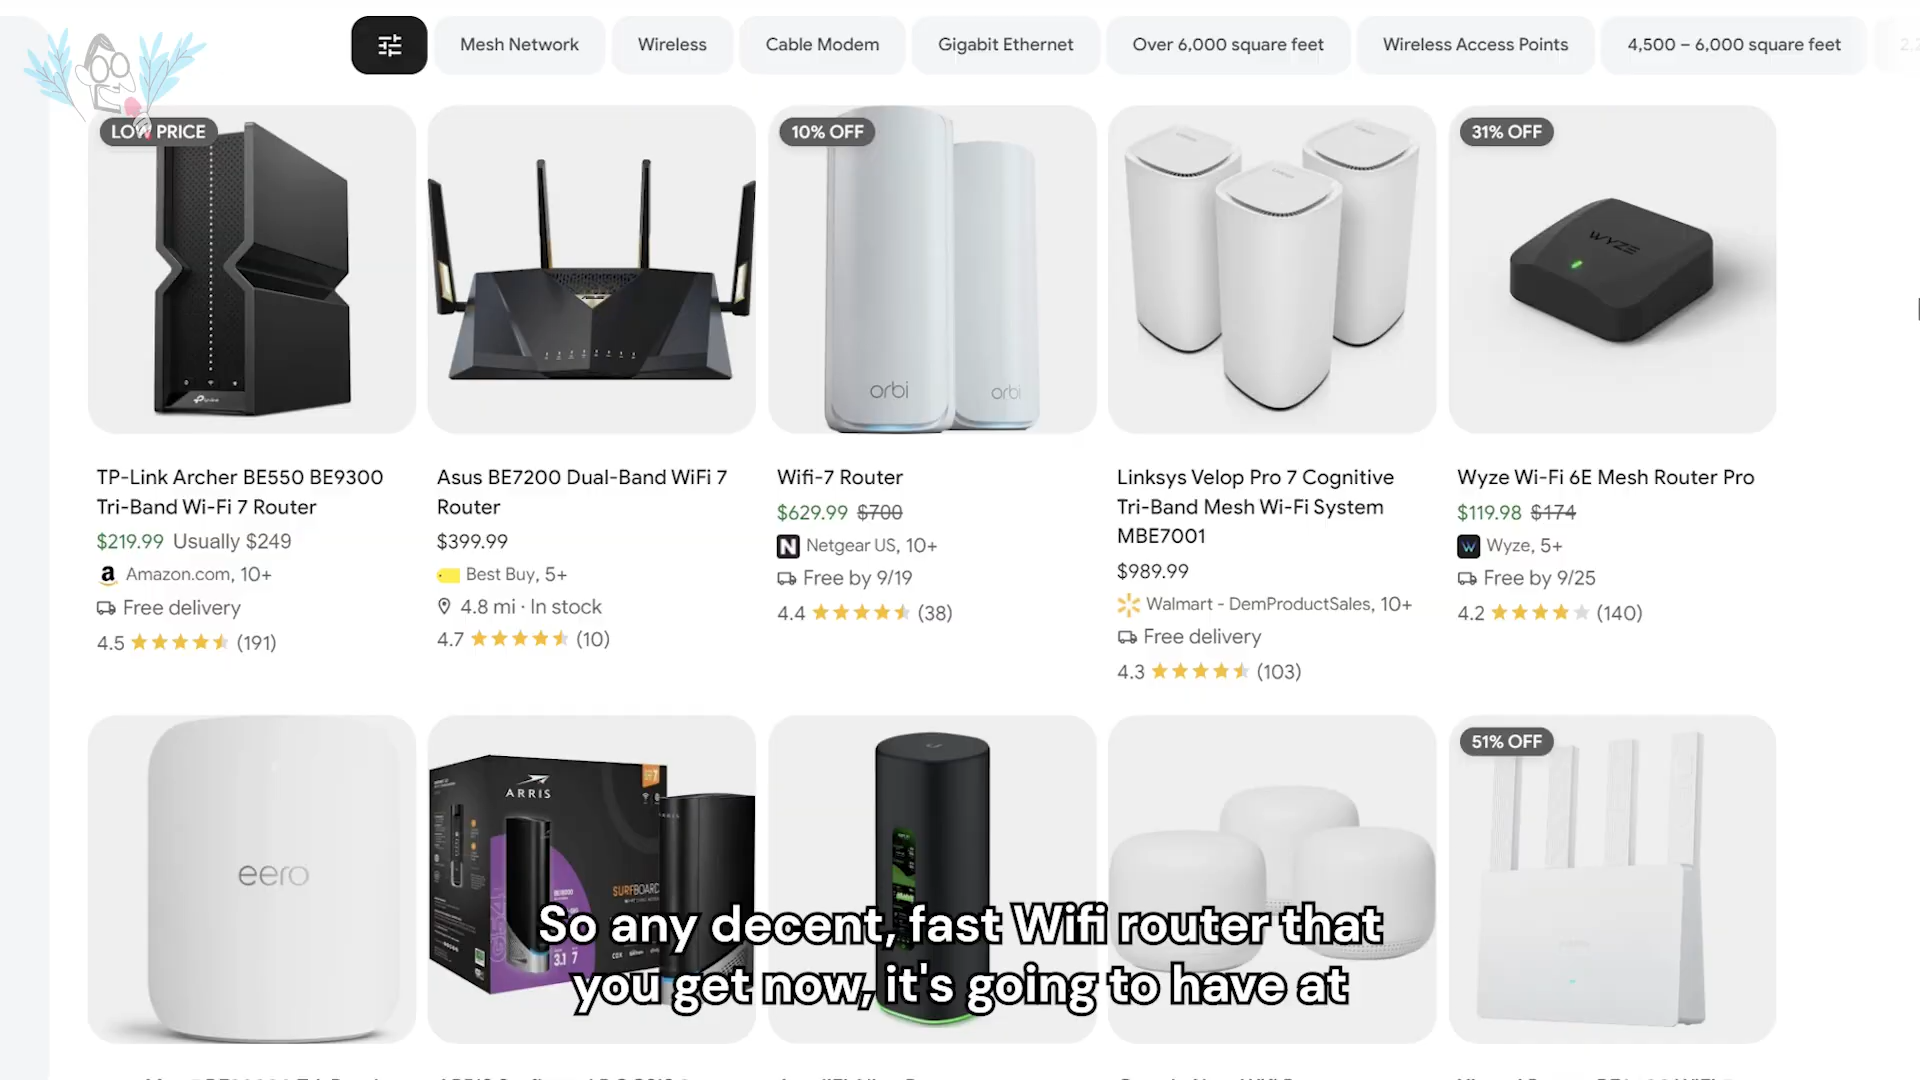 Mesh Network
Wireless
Cable Modem
Gigabit Ethernet
Over 6,000 square feet
Wireless Access Points
4,500 – 6,000 square feet
LOW PRICE
10% OFF
31% OFF
WYZE
orbi
orbi
TP-Link Archer BE550 BE9300
Tri-Band Wi-Fi 7 Router
$219.99 Usually $249
Amazon.com, 10+
Free delivery
4.5 (191)
Asus BE7200 Dual-Band WiFi 7
Router
$399.99
Best Buy, 5+
4.8 mi · In stock
4.7 (10)
Wifi-7 Router
$629.99 $700
Netgear US, 10+
Free by 9/19
4.4 (38)
Linksys Velop Pro 7 Cognitive
Tri-Band Mesh Wi-Fi System
MBE7001
$989.99
Walmart - DemProductSales, 10+
Free delivery
4.3 (103)
Wyze Wi-Fi 6E Mesh Router Pro
$119.98 $174
Wyze, 5+
Free by 9/25
4.2 (140)
51% OFF
eero
ARRIS
SURFBOARD
3.1 7
So any decent, fast Wifi router that
you get now, it's going to have at